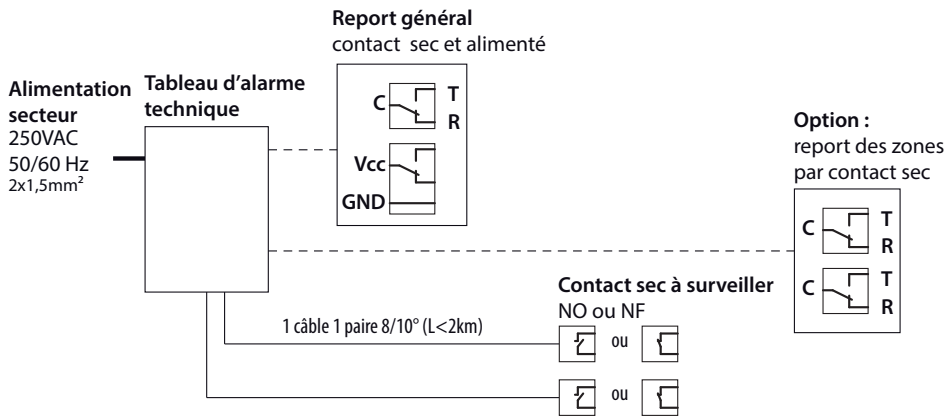 Report général
contact sec et alimenté
C
T
R
Vcc
GND
Alimentation
secteur
250VAC
50/60 Hz
2x1,5mm²
Tableau d’alarme
technique
Option :
report des zones
par contact sec
C
T
R
C
T
R
Contact sec à surveiller
NO ou NF
1 câble 1 paire 8/10° (L<2km)
ou
ou